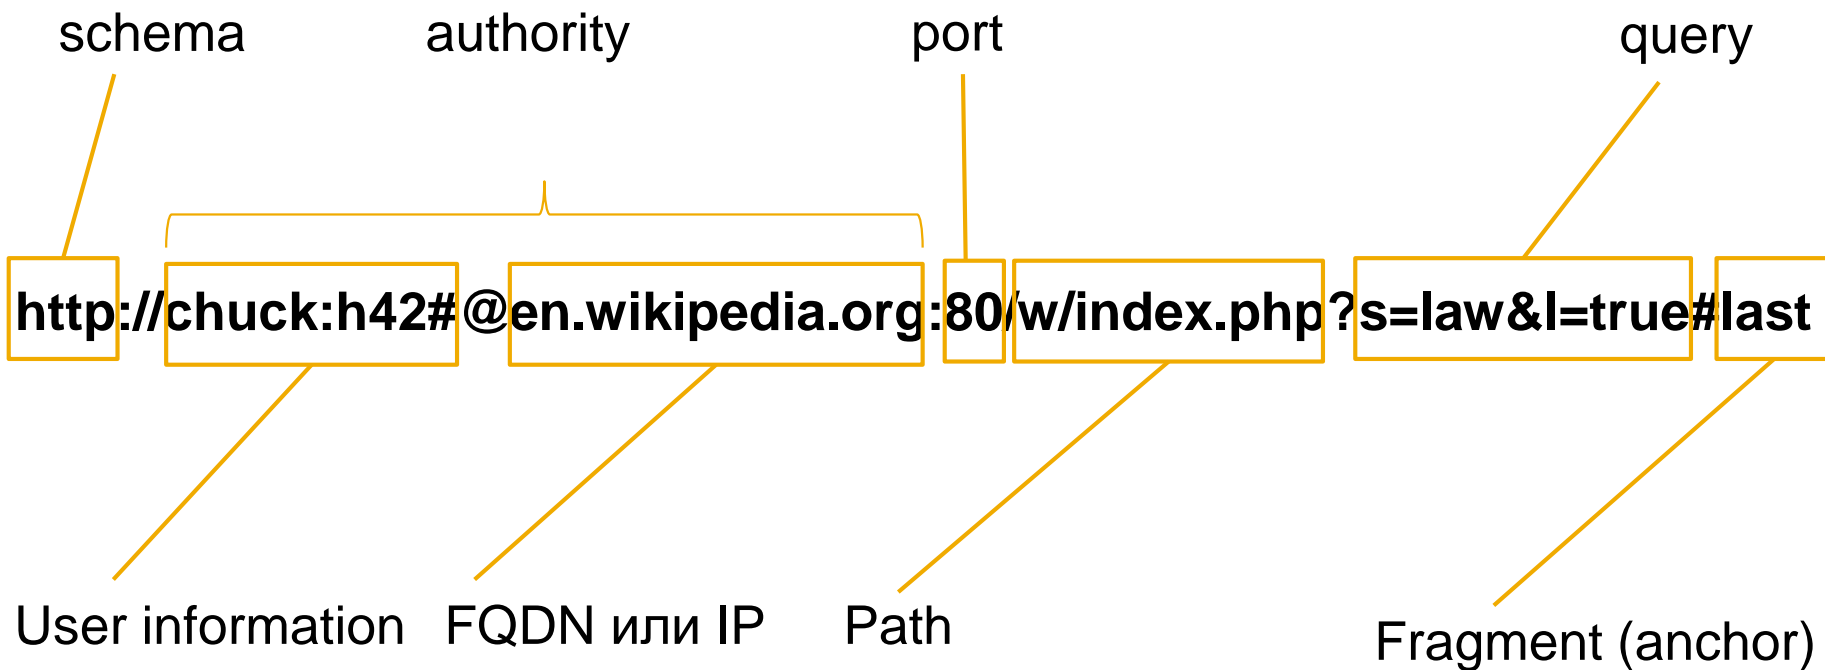 schema authority port query
http://chuck:h42#@en.wikipedia.org:80/w/index.php?s=law&l=true#last
User information FQDN или IP Path Fragment (anchor)